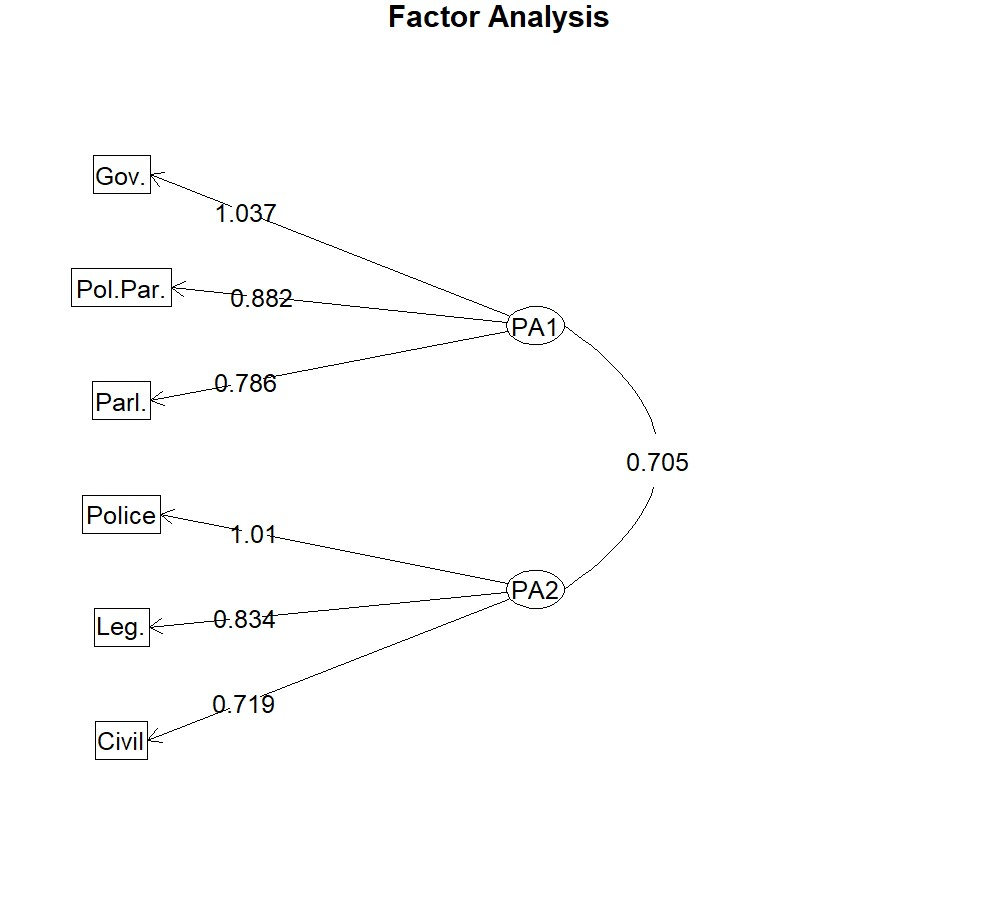 Factor Analysis
Gov.
1.037
Pol.Par.
0.882
PA1
Parl.
0.786
0.705
Police
1.01
PA2
Leg.
0.834
Civil
0.719